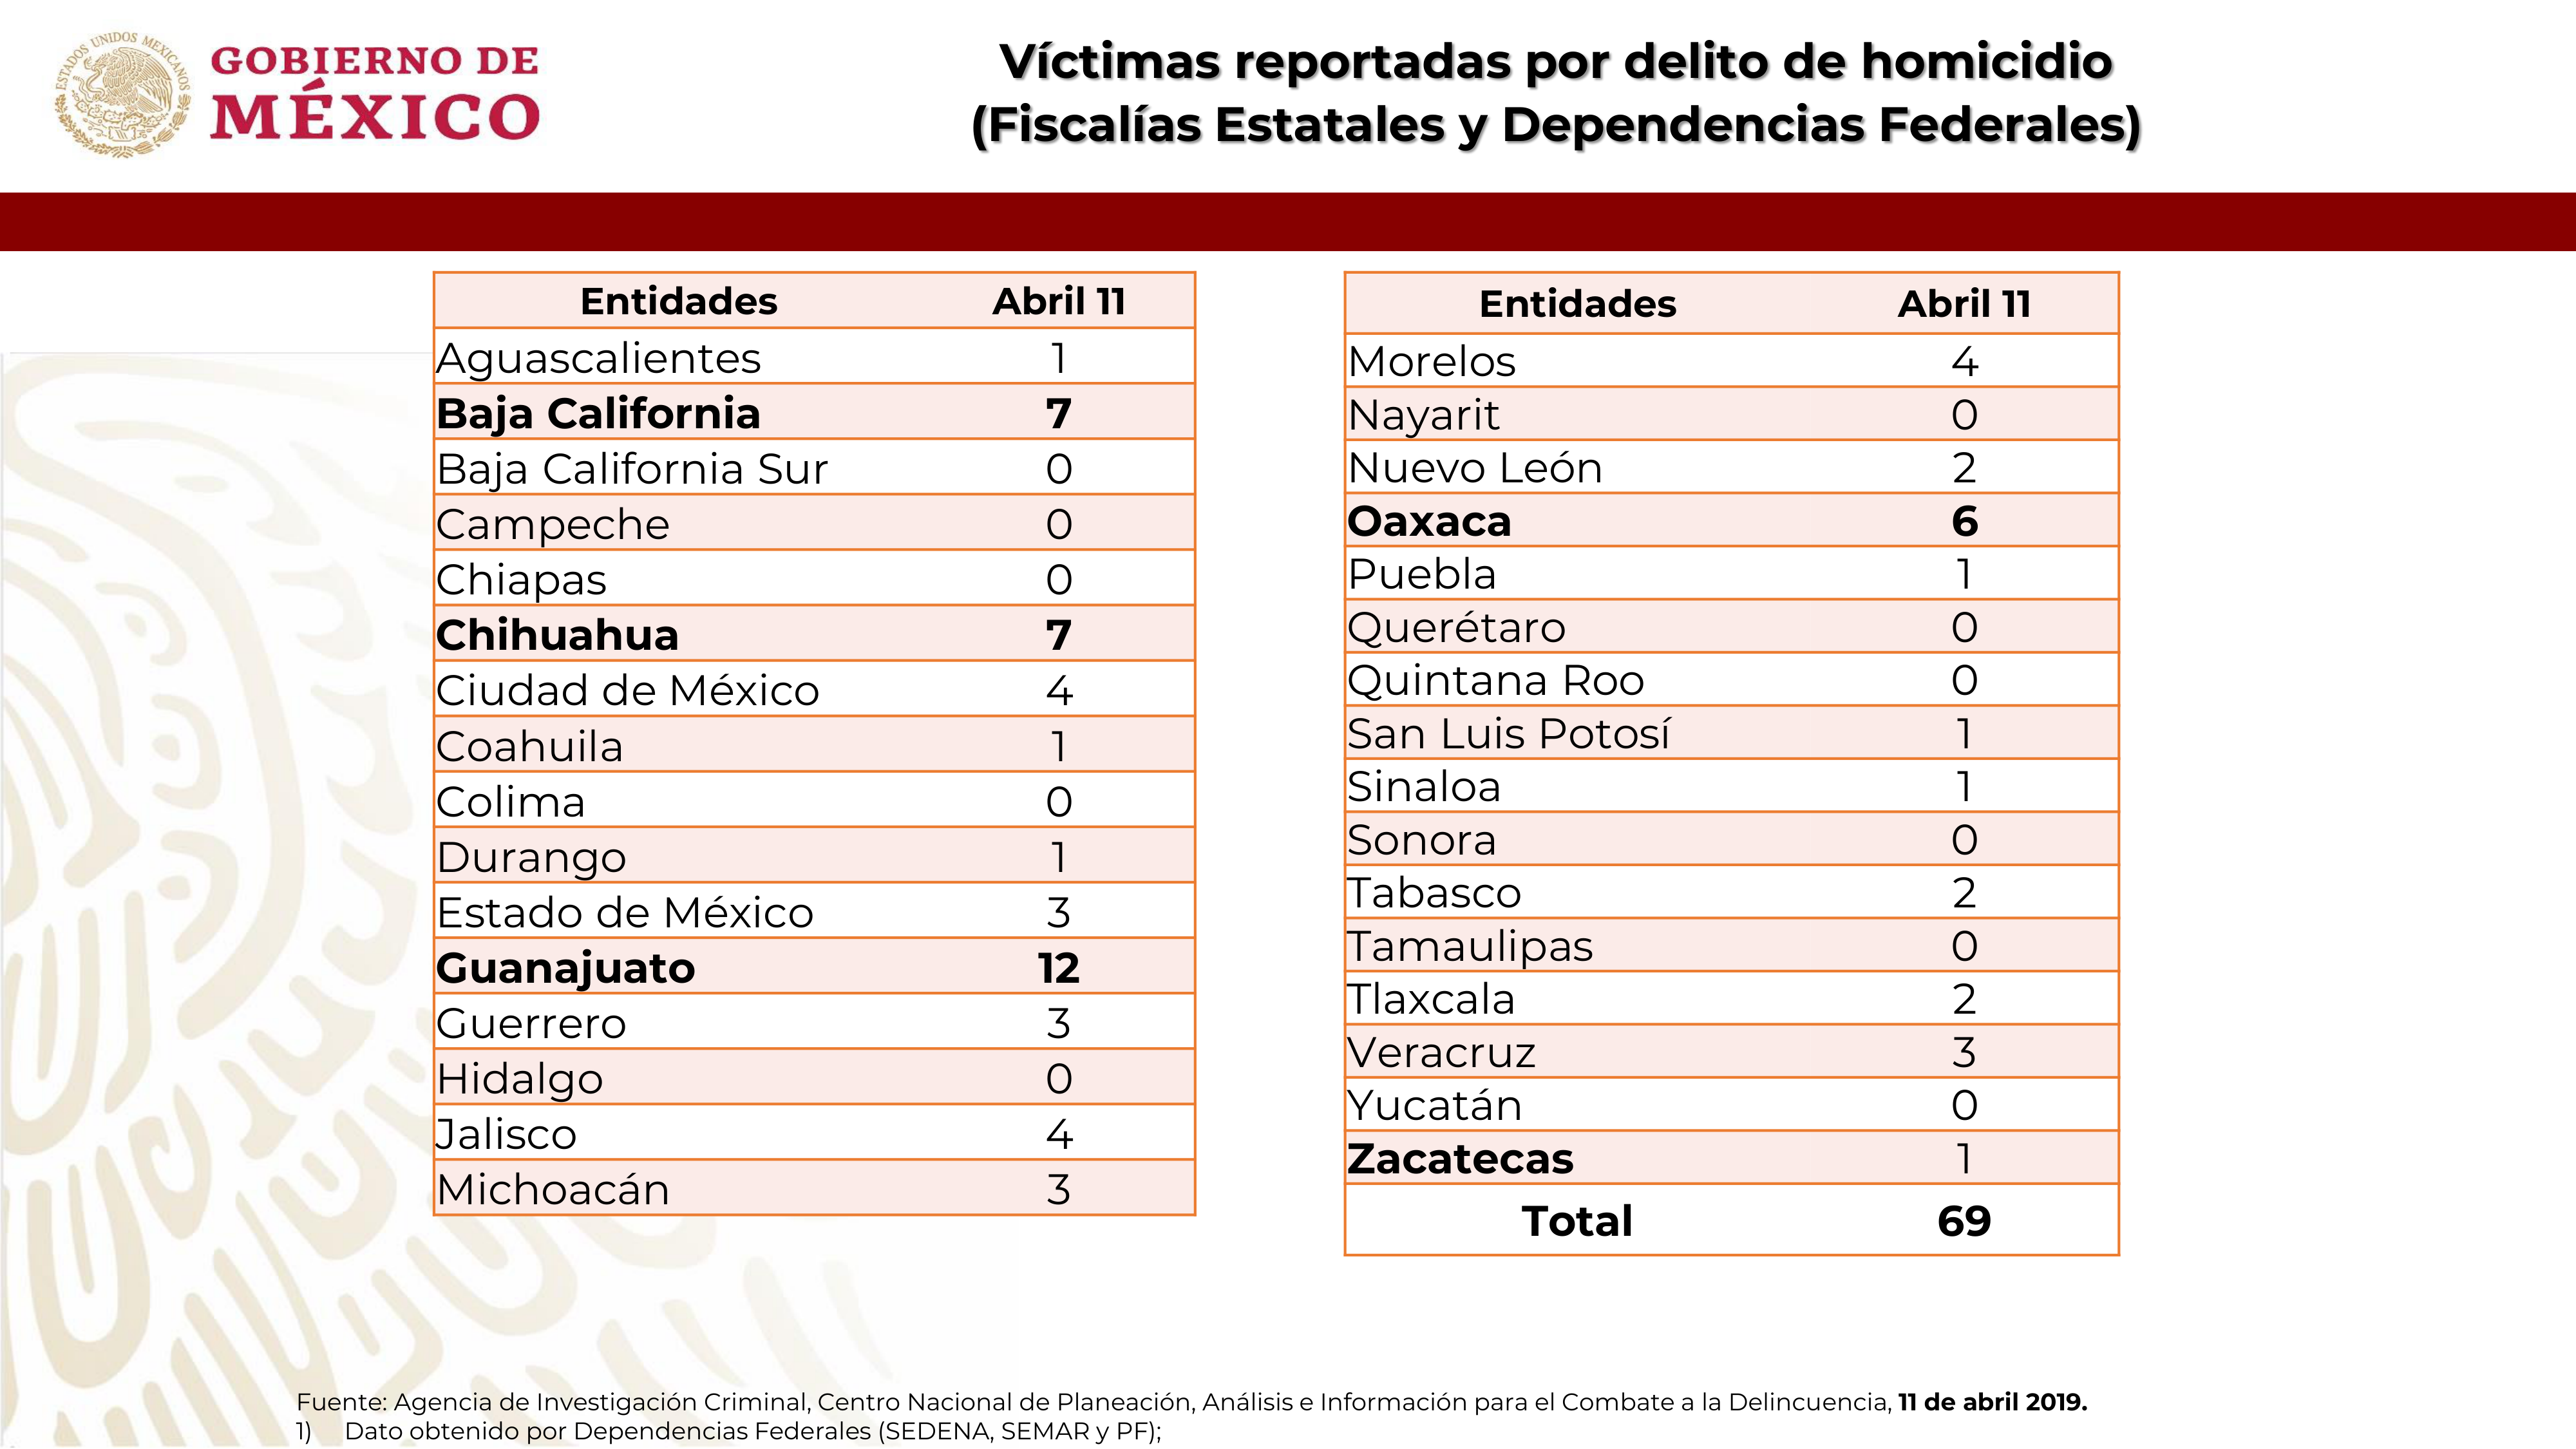 ESTADOS UNIDOS MEXICANOS
GOBIERNO DE
MÉXICO
Víctimas reportadas por delito de homicidio
(Fiscalías Estatales y Dependencias Federales)
Entidades Abril 11
Aguascalientes 1
Baja California 7
Baja California Sur 0
Campeche 0
Chiapas 0
Chihuahua 7
Ciudad de México 4
Coahuila 1
Colima 0
Durango 1
Estado de México 3
Guanajuato 12
Guerrero 3
Hidalgo 0
Jalisco 4
Michoacán 3
Entidades Abril 11
Morelos 4
Nayarit 0
Nuevo León 2
Oaxaca 6
Puebla 1
Querétaro 0
Quintana Roo 0
San Luis Potosí 1
Sinaloa 1
Sonora 0
Tabasco 2
Tamaulipas 0
Tlaxcala 2
Veracruz 3
Yucatán 0
Zacatecas 1
Total 69
Fuente: Agencia de Investigación Criminal, Centro Nacional de Planeación, Análisis e Información para el Combate a la Delincuencia, 11 de abril 2019.
1) Dato obtenido por Dependencias Federales (SEDENA, SEMAR y PF);